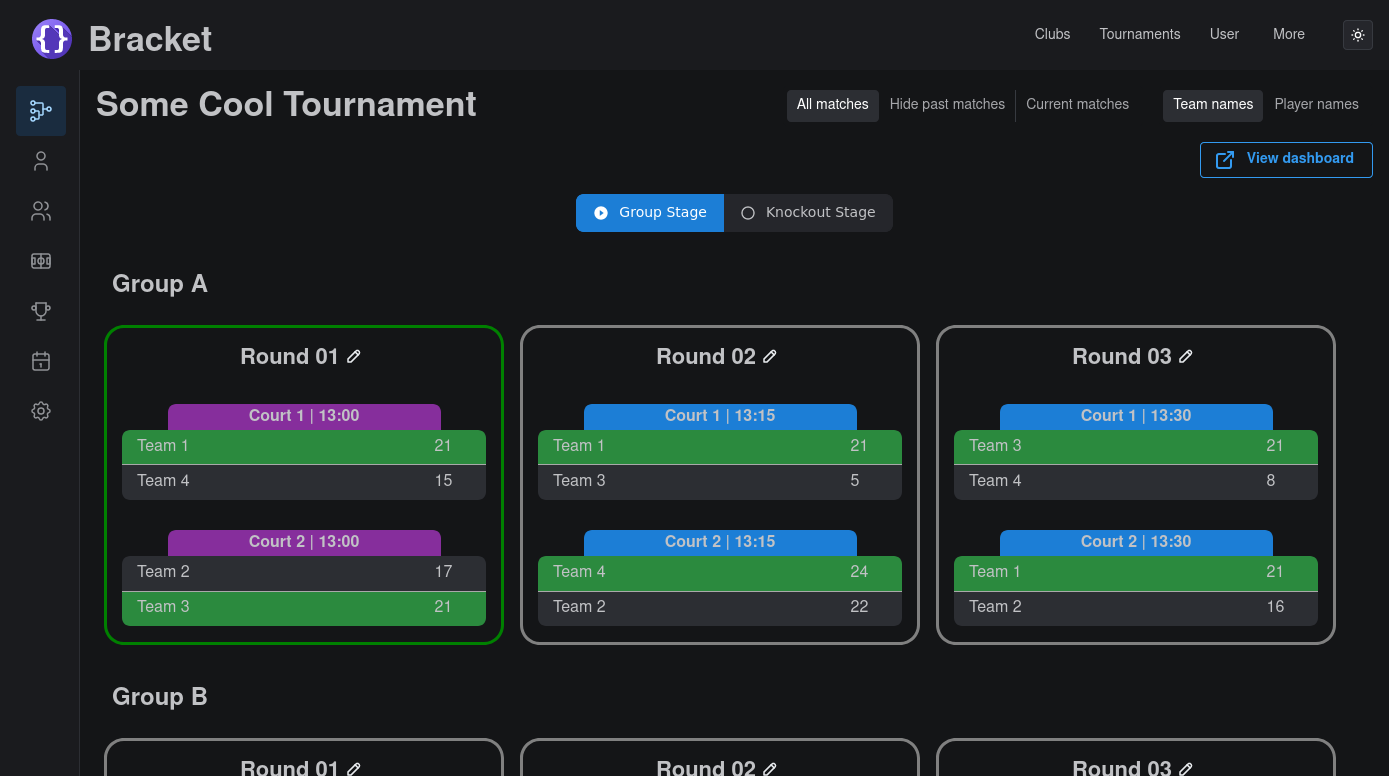 {} Bracket
Clubs Tournaments User More
Some Cool Tournament
All matches Hide past matches Current matches Team names Player names
View dashboard
Group Stage Knockout Stage
Group A
Round 01
Court 1 | 13:00
Team 1 21
Team 4 15
Court 2 | 13:00
Team 2 17
Team 3 21
Round 02
Court 1 | 13:15
Team 1 21
Team 3 5
Court 2 | 13:15
Team 4 24
Team 2 22
Round 03
Court 1 | 13:30
Team 3 21
Team 4 8
Court 2 | 13:30
Team 1 21
Team 2 16
Group B
Round 01
Round 02
Round 03